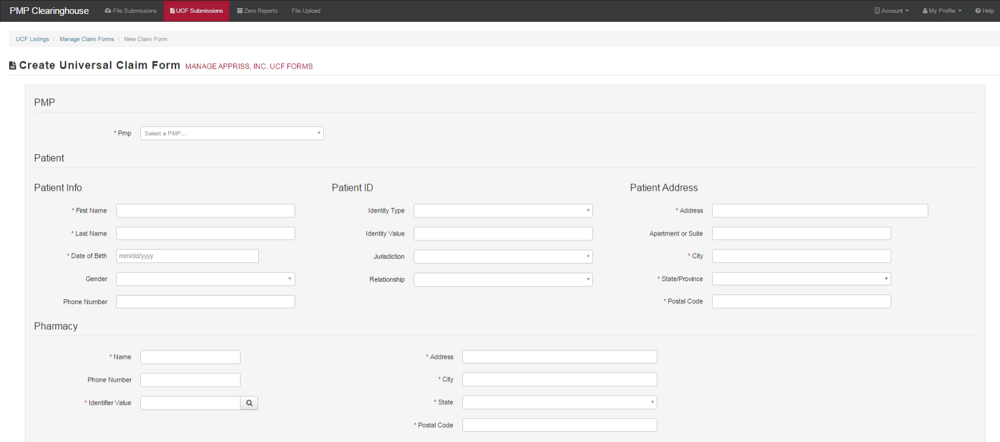 PMP Clearinghouse File Submissions UCF Submissions Zero Reports File Upload Account My Profile Help
UCF Listings / Manage Claim Forms / New Claim Form
Create Universal Claim Form MANAGE APPRISS, INC. UCF FORMS
PMP
* Pmp Select a PMP...
Patient
Patient Info Patient ID Patient Address
* First Name Identity Type * Address
* Last Name Identity Value Apartment or Suite
* Date of Birth mm/dd/yyyy Jurisdiction * City
Gender Relationship * State/Province
Phone Number * Postal Code
Pharmacy
* Name * Address
Phone Number * City
* Identifier Value * State
* Postal Code